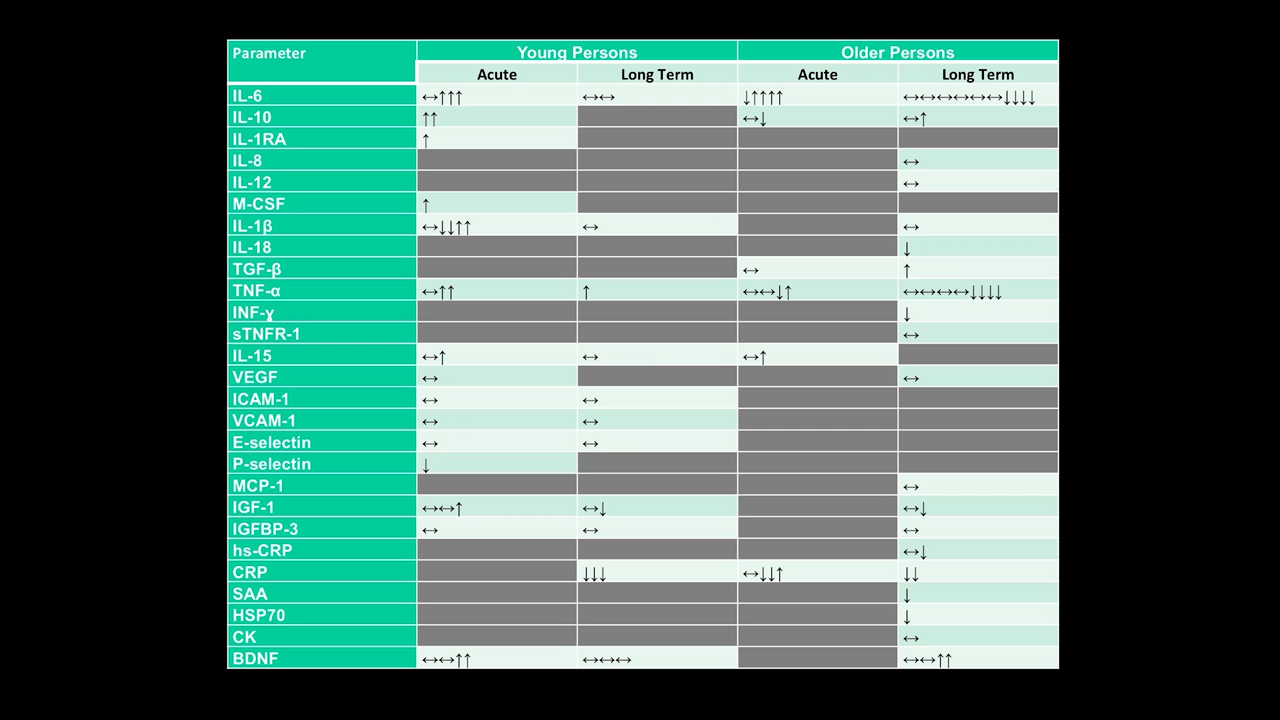 Parameter Young Persons Older Persons
Acute Long Term Acute Long Term
IL-6 ↔↑↑↑ ↔↔ ↓↑↑↑↑ ↔↔↔↔↔↔↓↓↓↓
IL-10 ↑↑ ↔↓ ↔↑
IL-1RA ↑
IL-8 ↔
IL-12 ↔
M-CSF ↑
IL-1β ↔↓↓↑↑ ↔ ↔
IL-18 ↓
TGF-β ↔ ↑
TNF-α ↔↑↑ ↑ ↔↔↓↑ ↔↔↔↔↓↓↓↓
INF-ɣ ↓
sTNFR-1 ↔
IL-15 ↔↑ ↔ ↔↑
VEGF ↔ ↔
ICAM-1 ↔ ↔
VCAM-1 ↔ ↔
E-selectin ↔ ↔
P-selectin ↓
MCP-1 ↔
IGF-1 ↔↔↑ ↔↓ ↔↓
IGFBP-3 ↔ ↔ ↔
hs-CRP ↔↓
CRP ↓↓↓ ↔↓↓↑ ↓↓
SAA ↓
HSP70 ↓
CK ↔
BDNF ↔↔↑↑ ↔↔↔ ↔↔↑↑